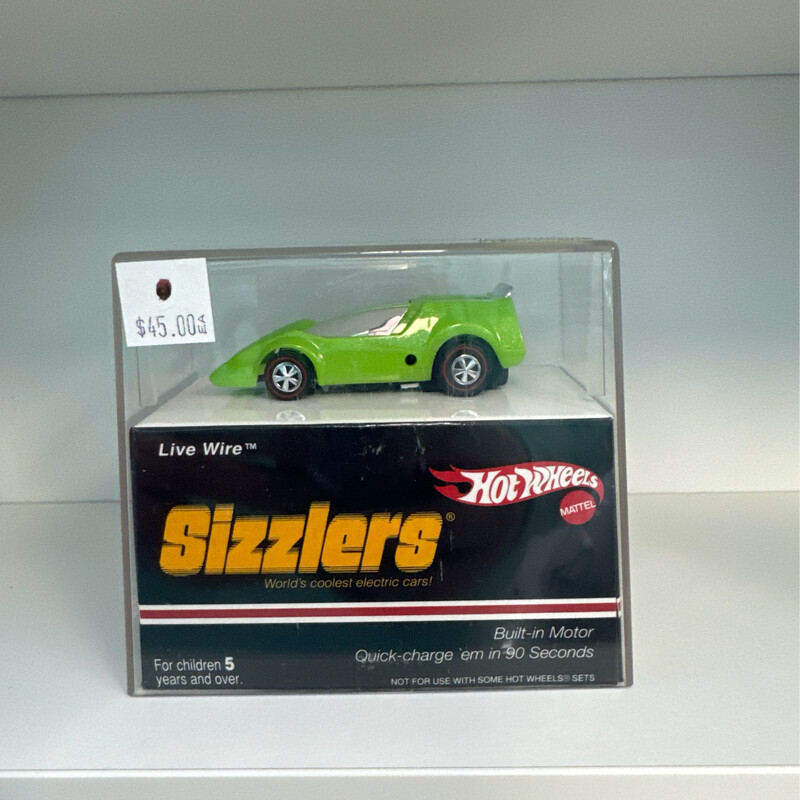 $45.00EA
Live Wire™
Hot Wheels
MATTEL
Sizzlers®
World's coolest electric cars!
Built-in Motor
Quick-charge 'em in 90 Seconds
For children 5
years and over.
NOT FOR USE WITH SOME HOT WHEELS® SETS